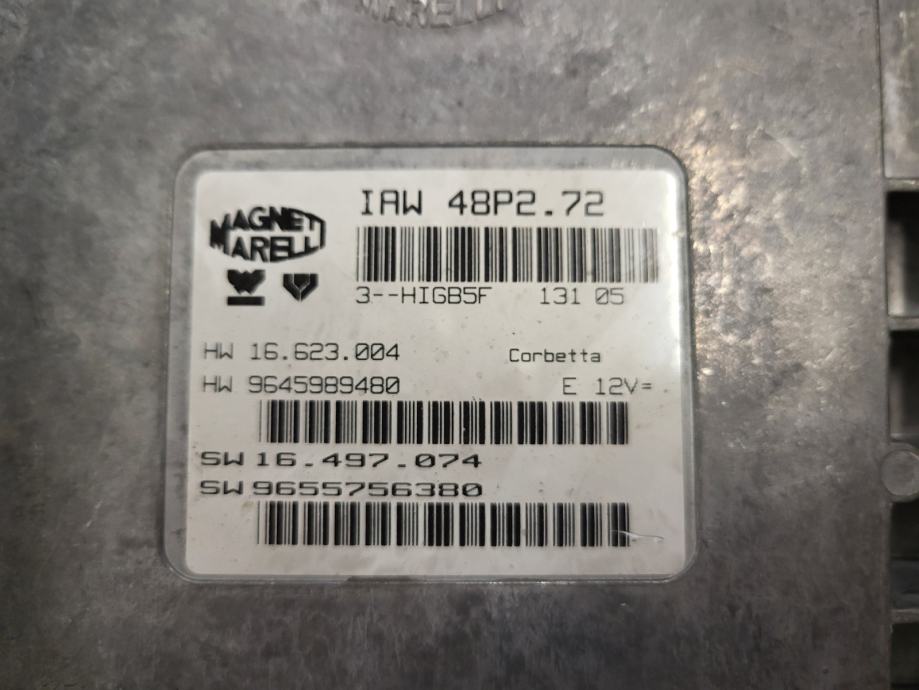 MARELLI
IAW 48P2.72
MAGNETI
MARELLI
3--HIGB5F 131 05
HW 16.623.004 Corbetta
HW 9645989480 E 12V=
SW 16.497.074
SW 9655756380